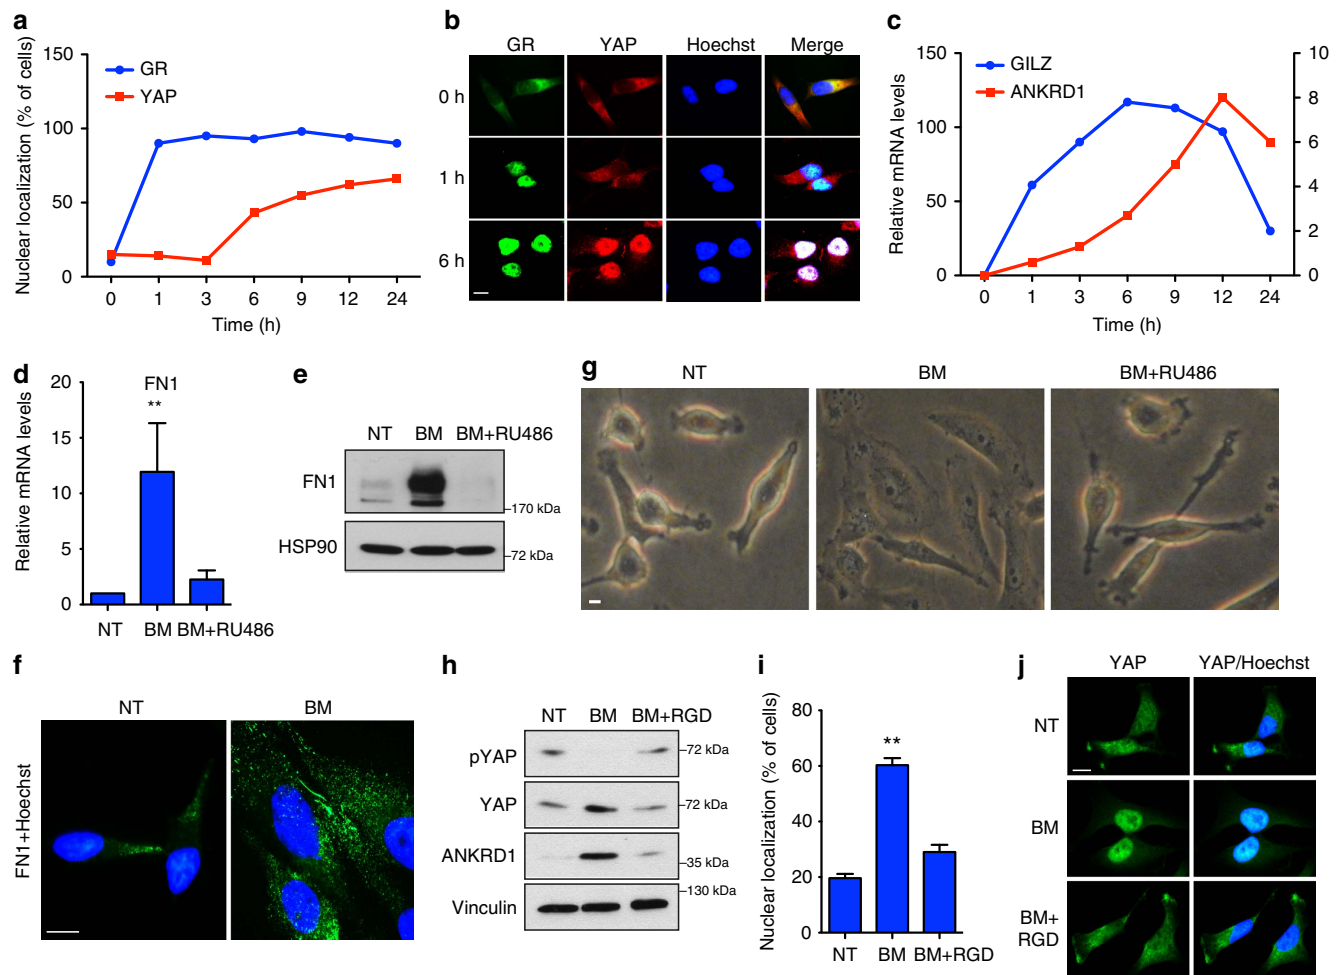 a
Nuclear localization (% of cells)
150
100
50
0
GR
YAP
0 1 3 6 9 12 24
Time (h)
b
GR YAP Hoechst Merge
0 h
1 h
6 h
c
Relative mRNA levels
150
100
50
0
GILZ
ANKRD1
10
8
6
4
2
0
0 1 3 6 9 12 24
Time (h)
d
FN1
**
Relative mRNA levels
20
15
10
5
0
NT BM BM+RU486
e
NT BM BM+RU486
FN1
–170 kDa
HSP90
–72 kDa
g
NT BM BM+RU486
f
NT BM
FN1+Hoechst
h
NT BM BM+RGD
pYAP
–72 kDa
YAP
–72 kDa
ANKRD1
–35 kDa
–130 kDa
Vinculin
i
Nuclear localization (% of cells)
80
60
40
20
0
**
NT BM BM+RGD
j
YAP YAP/Hoechst
NT
BM
BM+
RGD